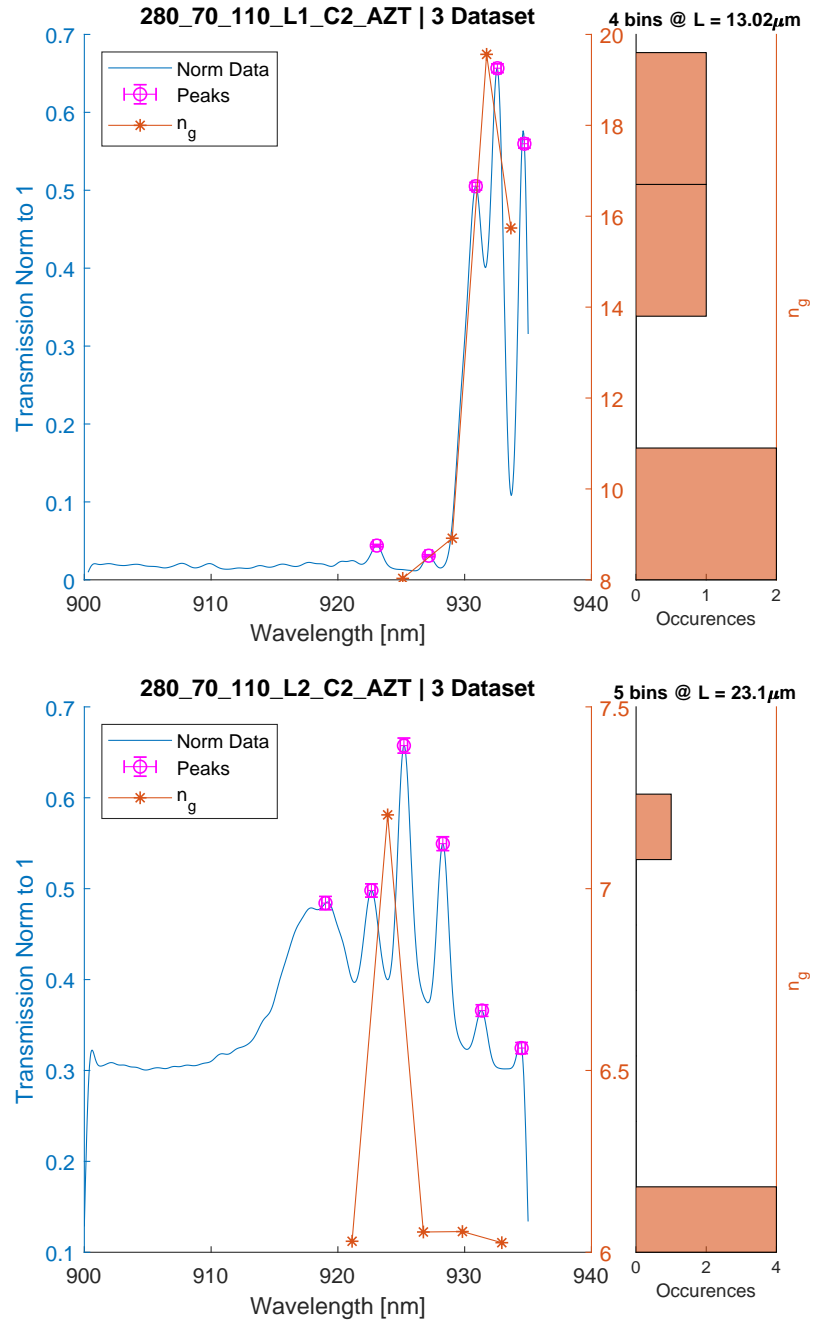 280_70_110_L1_C2_AZT | 3 Dataset
4 bins @ L = 13.02μm
Norm Data
Peaks
n_g
Transmission Norm to 1
0.7
0.6
0.5
0.4
0.3
0.2
0.1
0
900
910
920
930
940
Wavelength [nm]
20
18
16
14
12
10
8
n_g
0
1
2
Occurences
280_70_110_L2_C2_AZT | 3 Dataset
5 bins @ L = 23.1μm
Norm Data
Peaks
n_g
Transmission Norm to 1
0.7
0.6
0.5
0.4
0.3
0.2
0.1
900
910
920
930
940
Wavelength [nm]
7.5
7
6.5
6
n_g
0
2
4
Occurences